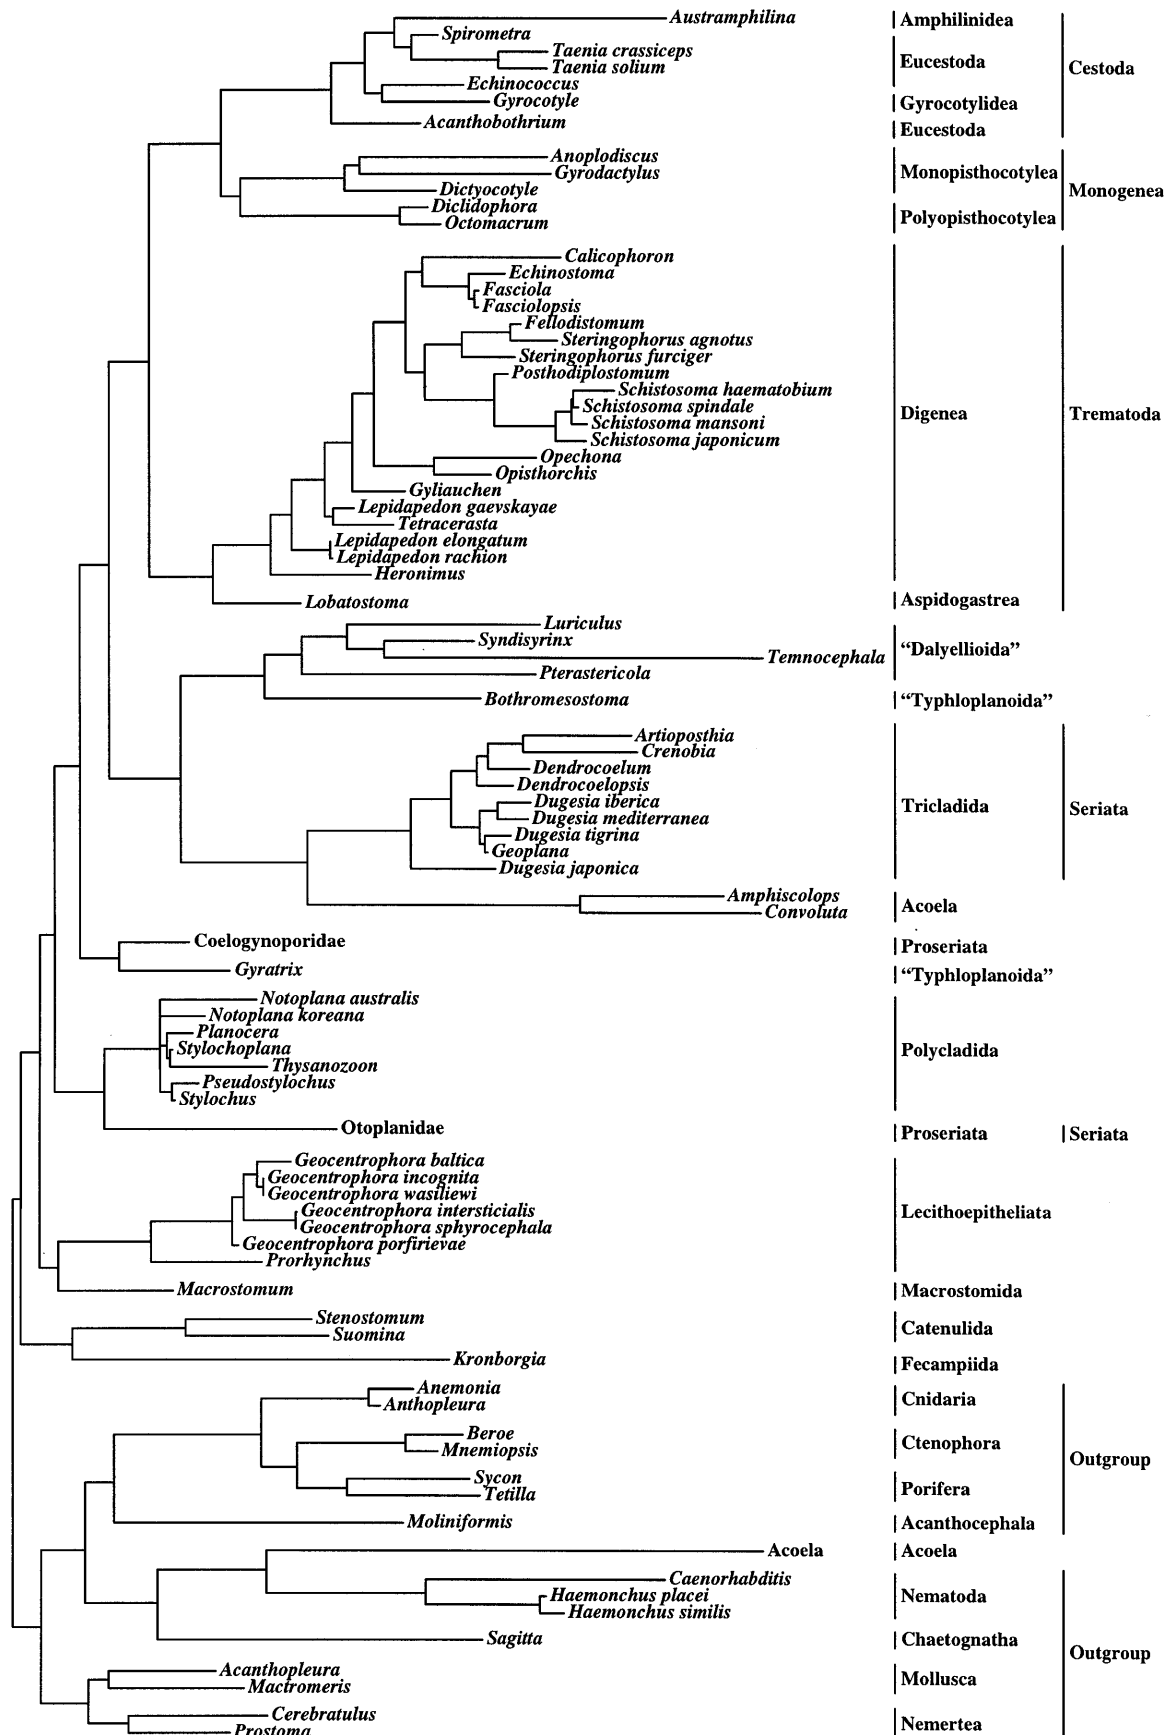 Austramphilina
Spirometra
Taenia crassiceps
Taenia solium
Echinococcus
Gyrocotyle
Acanthobothrium
Anoplodiscus
Gyrodactylus
Dictyocotyle
Diclidophora
Octomacrum
Calicophoron
Echinostoma
Fasciola
Fasciolopsis
Fellodistomum
Steringophorus agnotus
Steringophorus furciger
Posthodiplostomum
Schistosoma haematobium
Schistosoma spindale
Schistosoma mansoni
Schistosoma japonicum
Opechona
Opisthorchis
Gyliauchen
Lepidapedon gaevskayae
Tetracerasta
Lepidapedon elongatum
Lepidapedon rachion
Heronimus
Lobatostoma
Luriculus
Syndisyrinx
Temnocephala
Pterastericola
Bothromesostoma
Artioposthia
Crenobia
Dendrocoelum
Dendrocoelopsis
Dugesia iberica
Dugesia mediterranea
Dugesia tigrina
Geoplana
Dugesia japonica
Amphiscolops
Convoluta
Coelogynoporidae
Gyratrix
Notoplana australis
Notoplana koreana
Planocera
Stylochoplana
Thysanozoon
Pseudostylochus
Stylochus
Otoplanidae
Geocentrophora baltica
Geocentrophora incognita
Geocentrophora wasiliewi
Geocentrophora intersticialis
Geocentrophora sphyrocephala
Geocentrophora porfirievae
Prorhynchus
Macrostomum
Stenostomum
Suomina
Kronborgia
Anemonia
Anthopleura
Beroe
Mnemiopsis
Sycon
Tetilla
Moliniformis
Acoela
Caenorhabditis
Haemonchus placei
Haemonchus similis
Sagitta
Acanthopleura
Mactromeris
Cerebratulus
Prostoma
Amphilinidea
Eucestoda
Gyrocotylidea
Eucestoda
Monopisthocotylea
Polyopisthocotylea
Digenea
Aspidogastrea
“Dalyellioida”
“Typhloplanoida”
Tricladida
Acoela
Proseriata
“Typhloplanoida”
Polycladida
Proseriata
Lecithoepitheliata
Macrostomida
Catenulida
Fecampiida
Cnidaria
Ctenophora
Porifera
Acanthocephala
Acoela
Nematoda
Chaetognatha
Mollusca
Nemertea
Cestoda
Monogenea
Trematoda
Seriata
Seriata
Outgroup
Outgroup